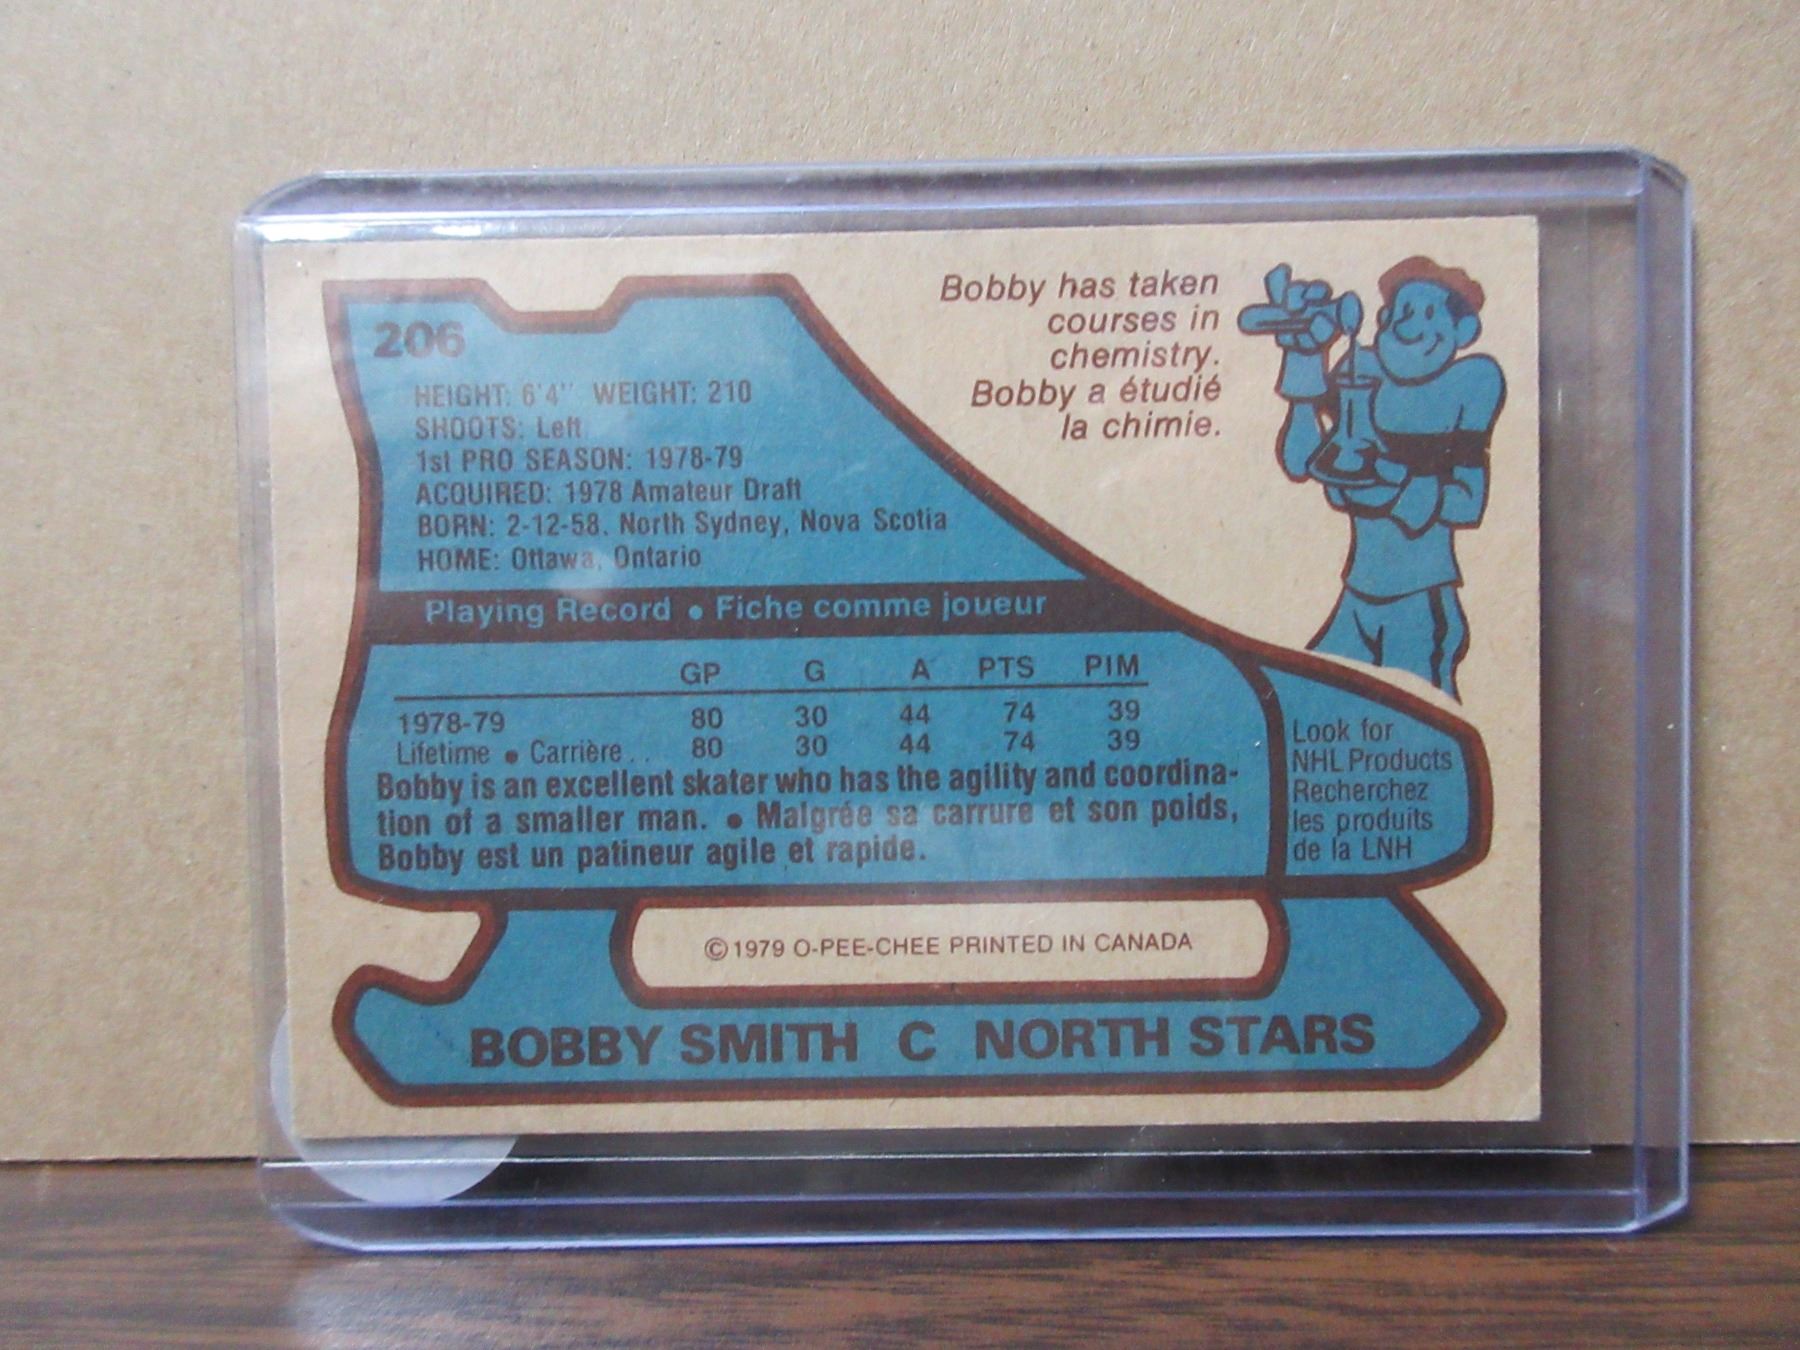 206
HEIGHT: 6'4" WEIGHT: 210
SHOOTS: Left
1st PRO SEASON: 1978-79
ACQUIRED: 1978 Amateur Draft
BORN: 2-12-58. North Sydney, Nova Scotia
HOME: Ottawa, Ontario
Bobby has taken
courses in
chemistry.
Bobby a étudié
la chimie.
Playing Record • Fiche comme joueur
GP G A PTS PIM
1978-79 80 30 44 74 39
Lifetime • Carrière . . 80 30 44 74 39
Bobby is an excellent skater who has the agility and coordina-
tion of a smaller man. • Malgrée sa carrure et son poids,
Bobby est un patineur agile et rapide.
Look for
NHL Products
Recherchez
les produits
de la LNH
© 1979 O-PEE-CHEE PRINTED IN CANADA
BOBBY SMITH C NORTH STARS